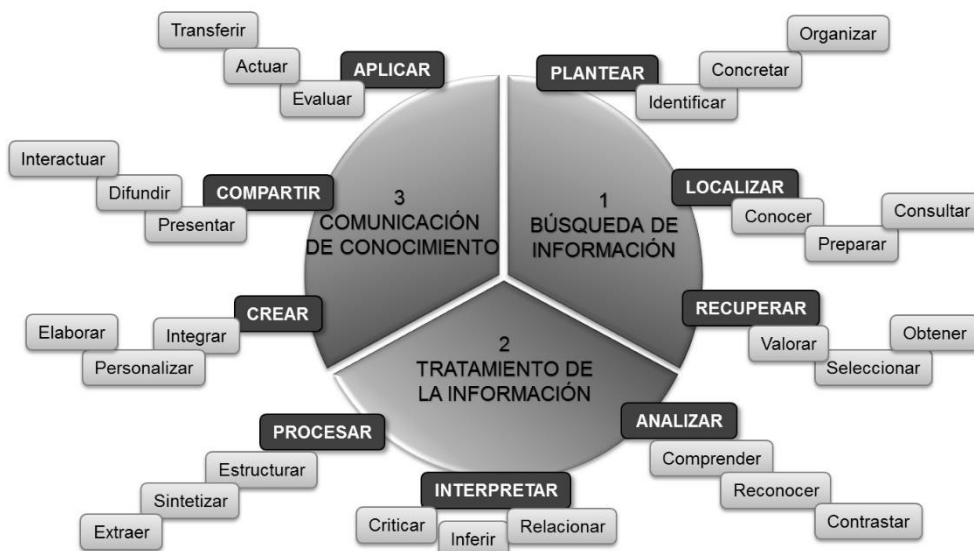 PLANTEAR
Identificar
Concretar
Organizar
LOCALIZAR
Conocer
Preparar
Consultar
RECUPERAR
Valorar
Seleccionar
Obtener
1
BÚSQUEDA DE
INFORMACIÓN
ANALIZAR
Comprender
Reconocer
Contrastar
INTERPRETAR
Relacionar
Inferir
Criticar
PROCESAR
Estructurar
Sintetizar
Extraer
2
TRATAMIENTO DE
LA INFORMACIÓN
CREAR
Integrar
Personalizar
Elaborar
COMPARTIR
Presentar
Difundir
Interactuar
APLICAR
Evaluar
Actuar
Transferir
3
COMUNICACIÓN
DE CONOCIMIENTO